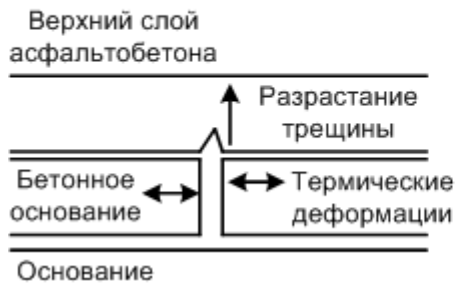 Верхний слой
асфальтобетона
Разрастание
трещины
Бетонное
основание
Термические
деформации
Основание